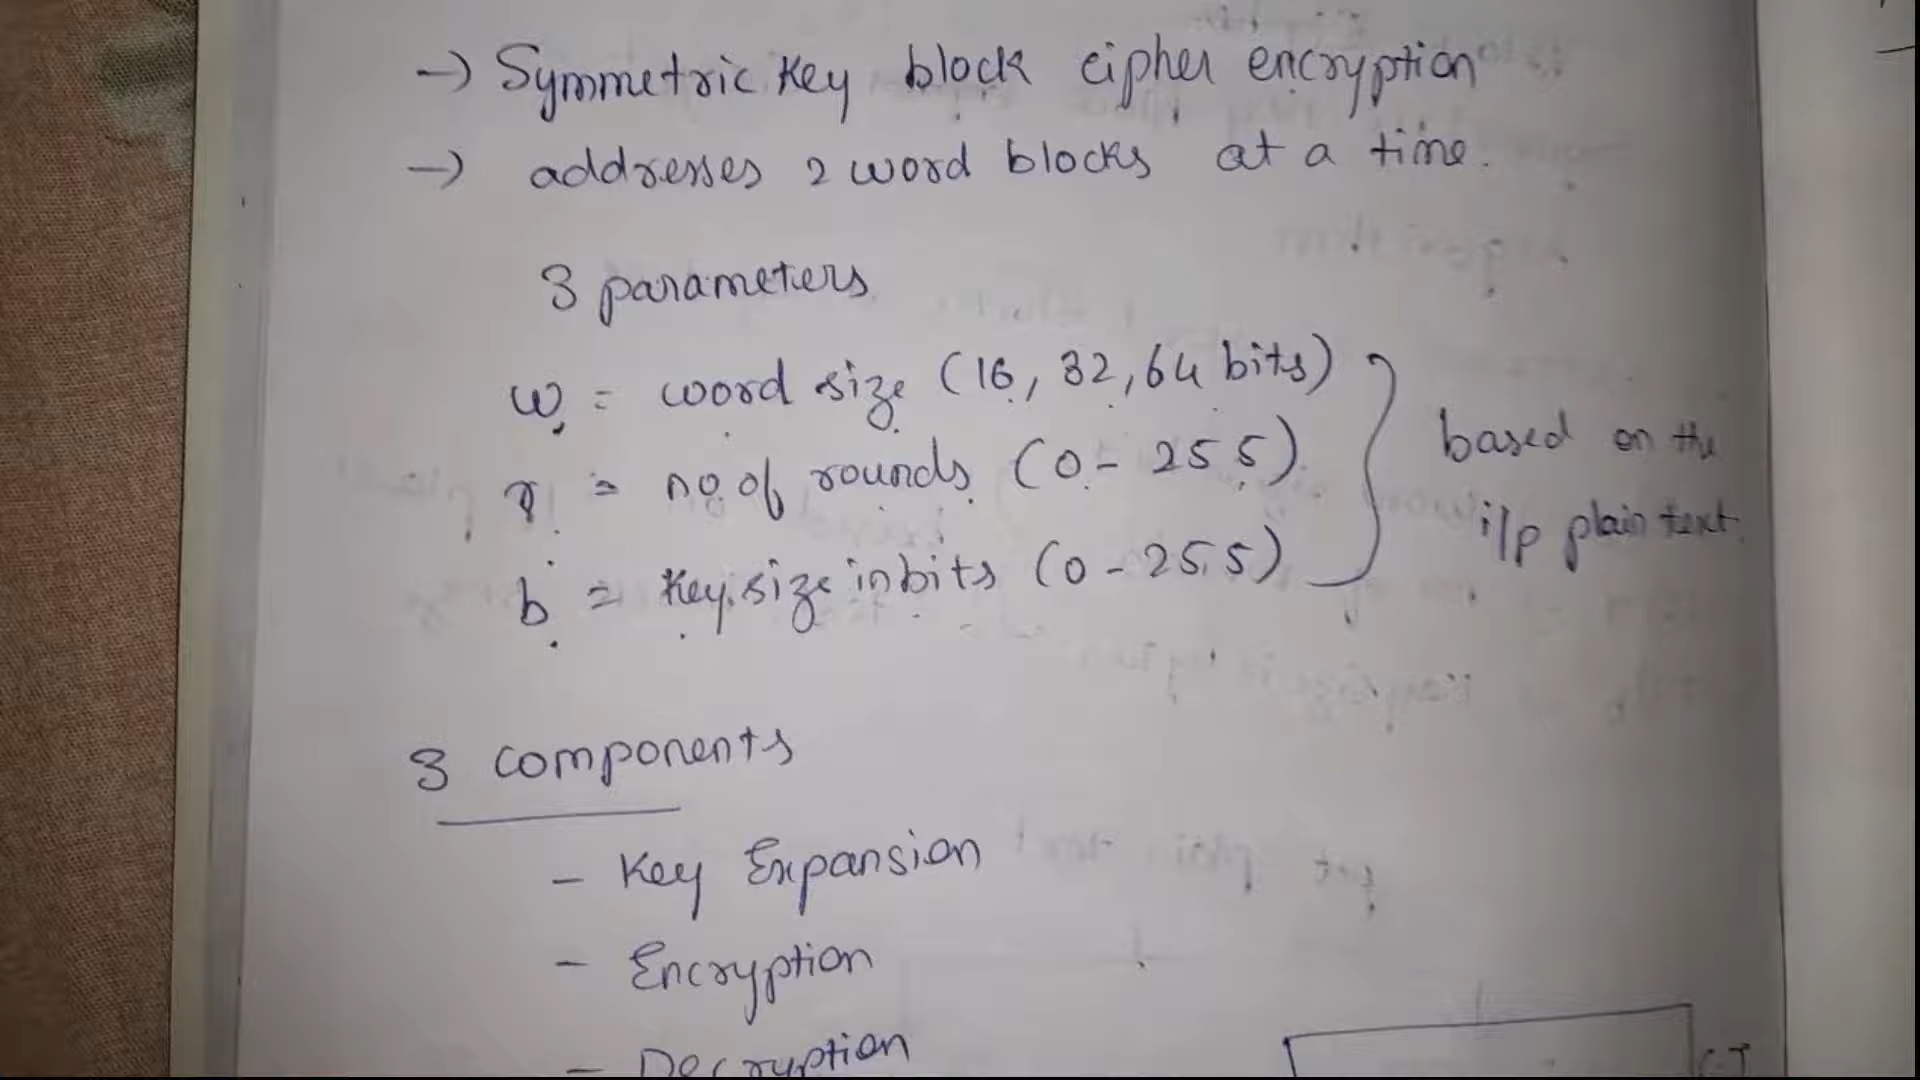 → Symmetric Key block cipher encryption
→ addresses 2 word blocks at a time.
3 parameters
w = word size (16, 32, 64 bits)
r = no of rounds (0 - 255)
b = Key size in bits (0 - 255)
based on the
i/p plain text.
3 components
- Key Expansion
- Encryption
- Decryption
C.T